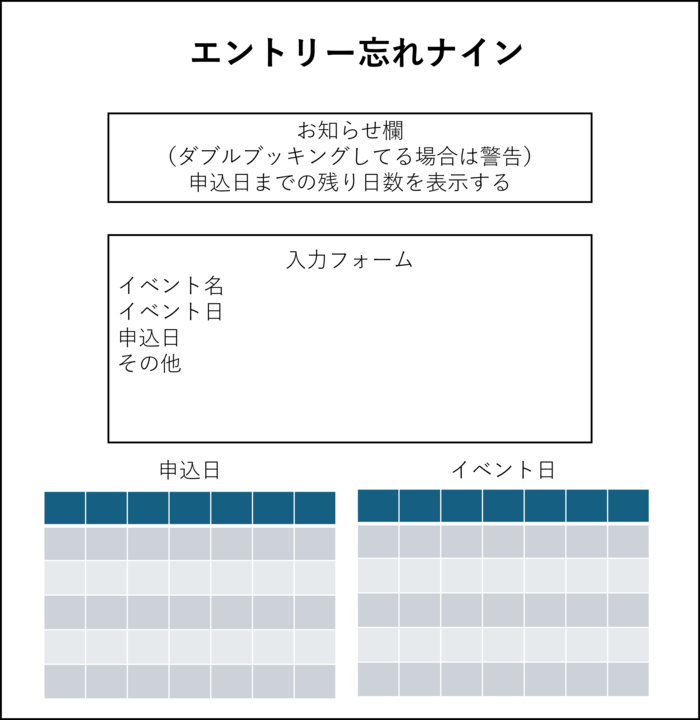 エントリー忘れナイン
お知らせ欄
（ダブルブッキングしてる場合は警告）
申込日までの残り日数を表示する
入力フォーム
イベント名
イベント日
申込日
その他
申込日
イベント日